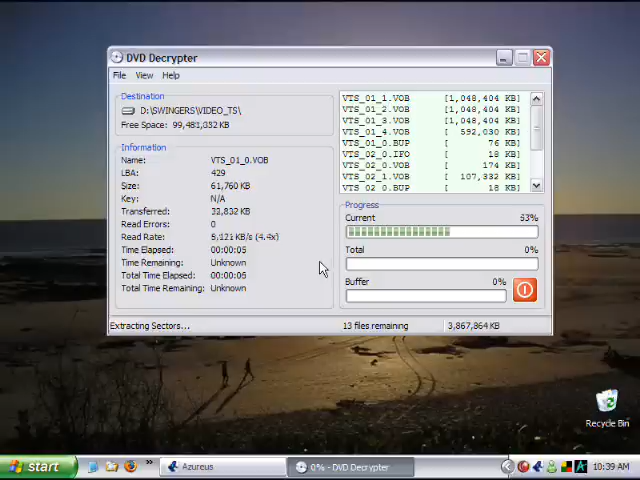 DVD Decrypter
File View Help
Destination
D:\SWINGERS\VIDEO_TS\
Free Space: 99,481,332 KB
Information
Name: VTS_01_0.VOB
LBA: 429
Size: 61,760 KB
Key: N/A
Transferred: 32,832 KB
Read Errors: 0
Read Rate: 5,121 KB/s (4.4x)
Time Elapsed: 00:00:05
Time Remaining: Unknown
Total Time Elapsed: 00:00:05
Total Time Remaining: Unknown
VTS_01_1.VOB [1,048,404 KB]
VTS_01_2.VOB [1,048,404 KB]
VTS_01_3.VOB [1,048,404 KB]
VTS_01_4.VOB [ 592,030 KB]
VTS_01_0.BUP [ 76 KB]
VTS_02_0.IFO [ 18 KB]
VTS_02_0.VOB [ 174 KB]
VTS_02_1.VOB [ 107,332 KB]
VTS_02_0.BUP [ 18 KB]
Progress
Current 53%
Total 0%
Buffer 0%
Extracting Sectors... 13 files remaining 3,867,864 KB
Recycle Bin
start Azureus 0% - DVD Decrypter 10:39 AM